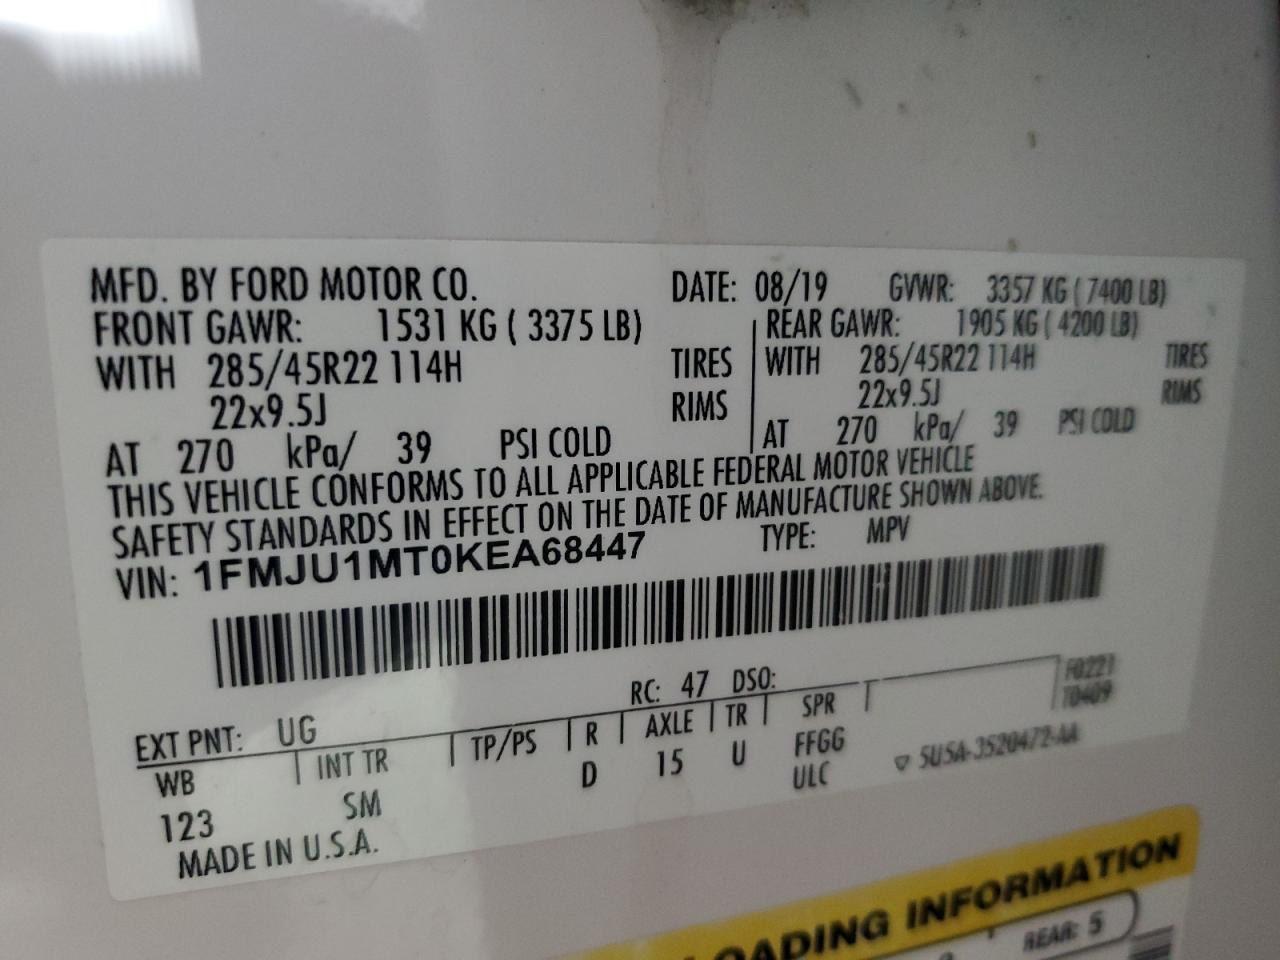 MFD. BY FORD MOTOR CO. DATE: 08/19 GVWR: 3357 KG ( 7400 LB)
FRONT GAWR: 1531 KG ( 3375 LB) REAR GAWR: 1905 KG ( 4200 LB)
WITH 285/45R22 114H TIRES WITH 285/45R22 114H TIRES
22x9.5J RIMS 22x9.5J RIMS
AT 270 kPa/ 39 PSI COLD AT 270 kPa/ 39 PSI COLD
THIS VEHICLE CONFORMS TO ALL APPLICABLE FEDERAL MOTOR VEHICLE
SAFETY STANDARDS IN EFFECT ON THE DATE OF MANUFACTURE SHOWN ABOVE.
VIN: 1FMJU1MT0KEA68447 TYPE: MPV
F0221
EXT PNT: UG RC: 47 DSO: T0409
WB INT TR TP/PS R AXLE TR SPR
123 SM D 15 U FFGG
ULC ▽ 5U5A-3520472-AA
MADE IN U.S.A.
LOADING INFORMATION
REAR: 5